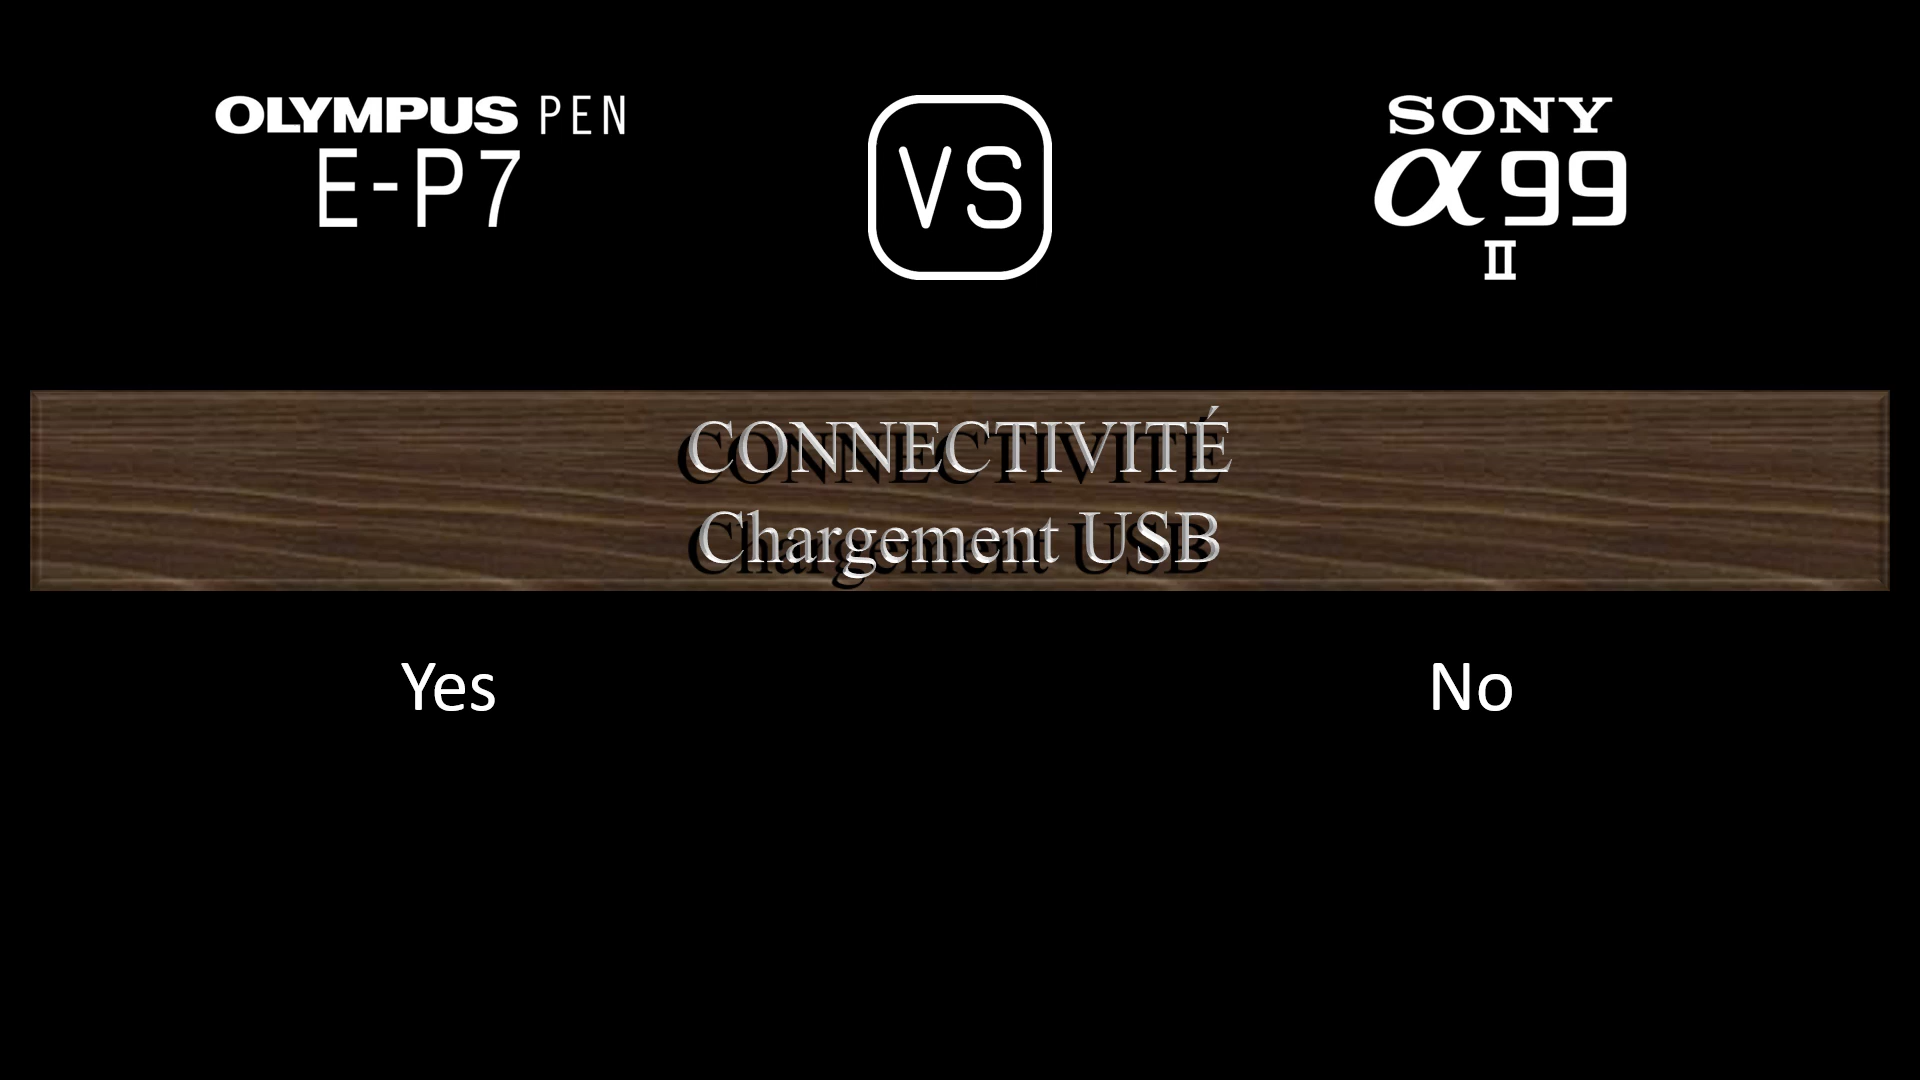 OLYMPUS PEN
E-P7
VS
SONY
α99
II
CONNECTIVITÉ
Chargement USB
Yes
No